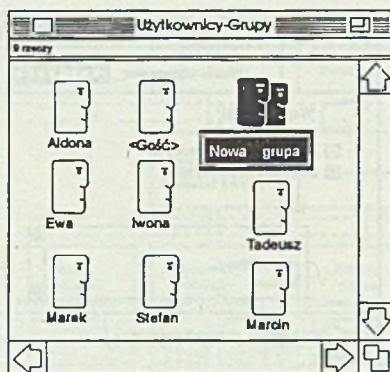 Użytkownicy-Grupy
9 rzeczy
Aldona
<Gość>
Nowa grupa
Ewa
Iwona
Tadeusz
Marek
Stefan
Marcin